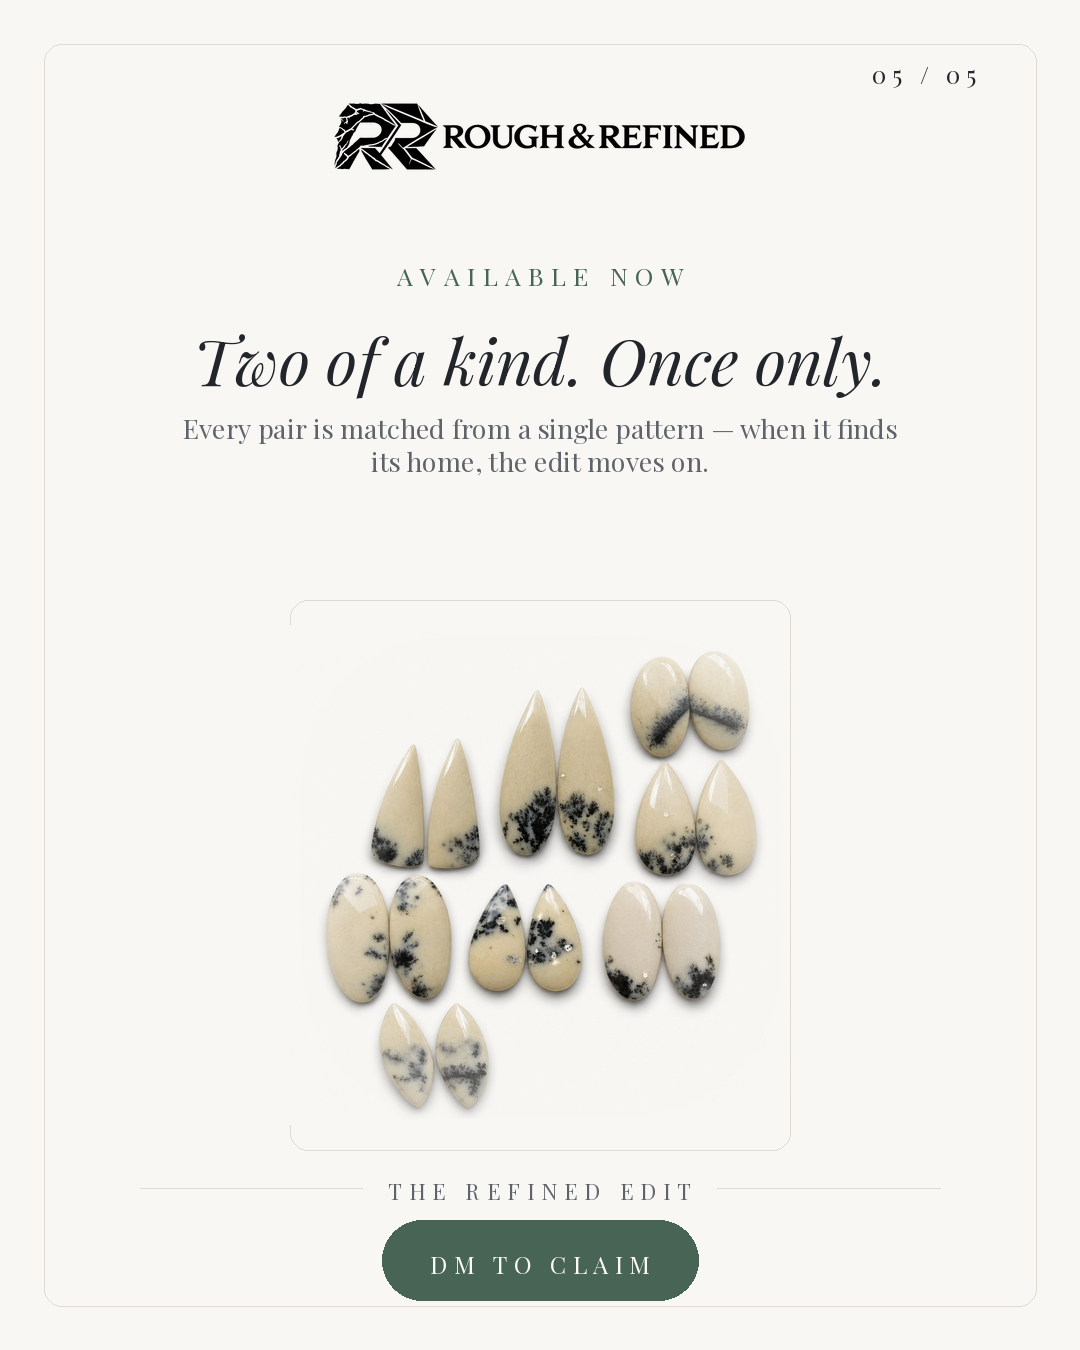 05 / 05
RR ROUGH & REFINED
AVAILABLE NOW
Two of a kind. Once only.
Every pair is matched from a single pattern — when it finds
its home, the edit moves on.
THE REFINED EDIT
DM TO CLAIM